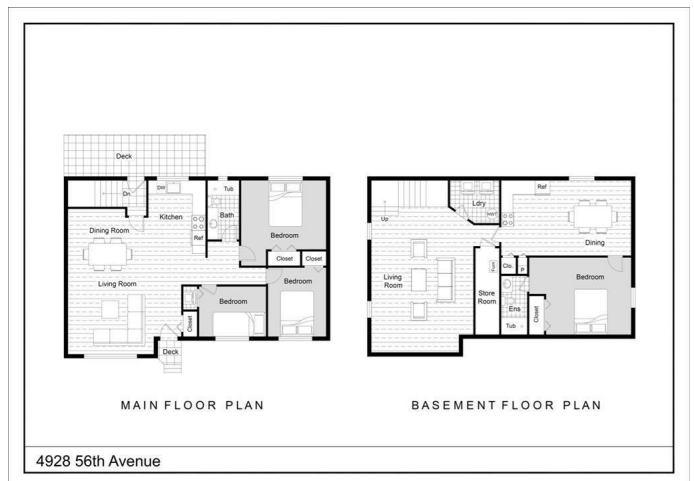 Deck
Dn
DW
Kitchen
Tub
Bath
Bedroom
Ref
Dining Room
Closet
Closet
Living Room
Bedroom
Bedroom
Closet
Deck
MAIN FLOOR PLAN
Up
Ldry
HWT
Ref
Dining
Living
Room
Store
Room
Furn
Clo
P
Bedroom
Ens
Closet
Tub
BASEMENT FLOOR PLAN
4928 56th Avenue